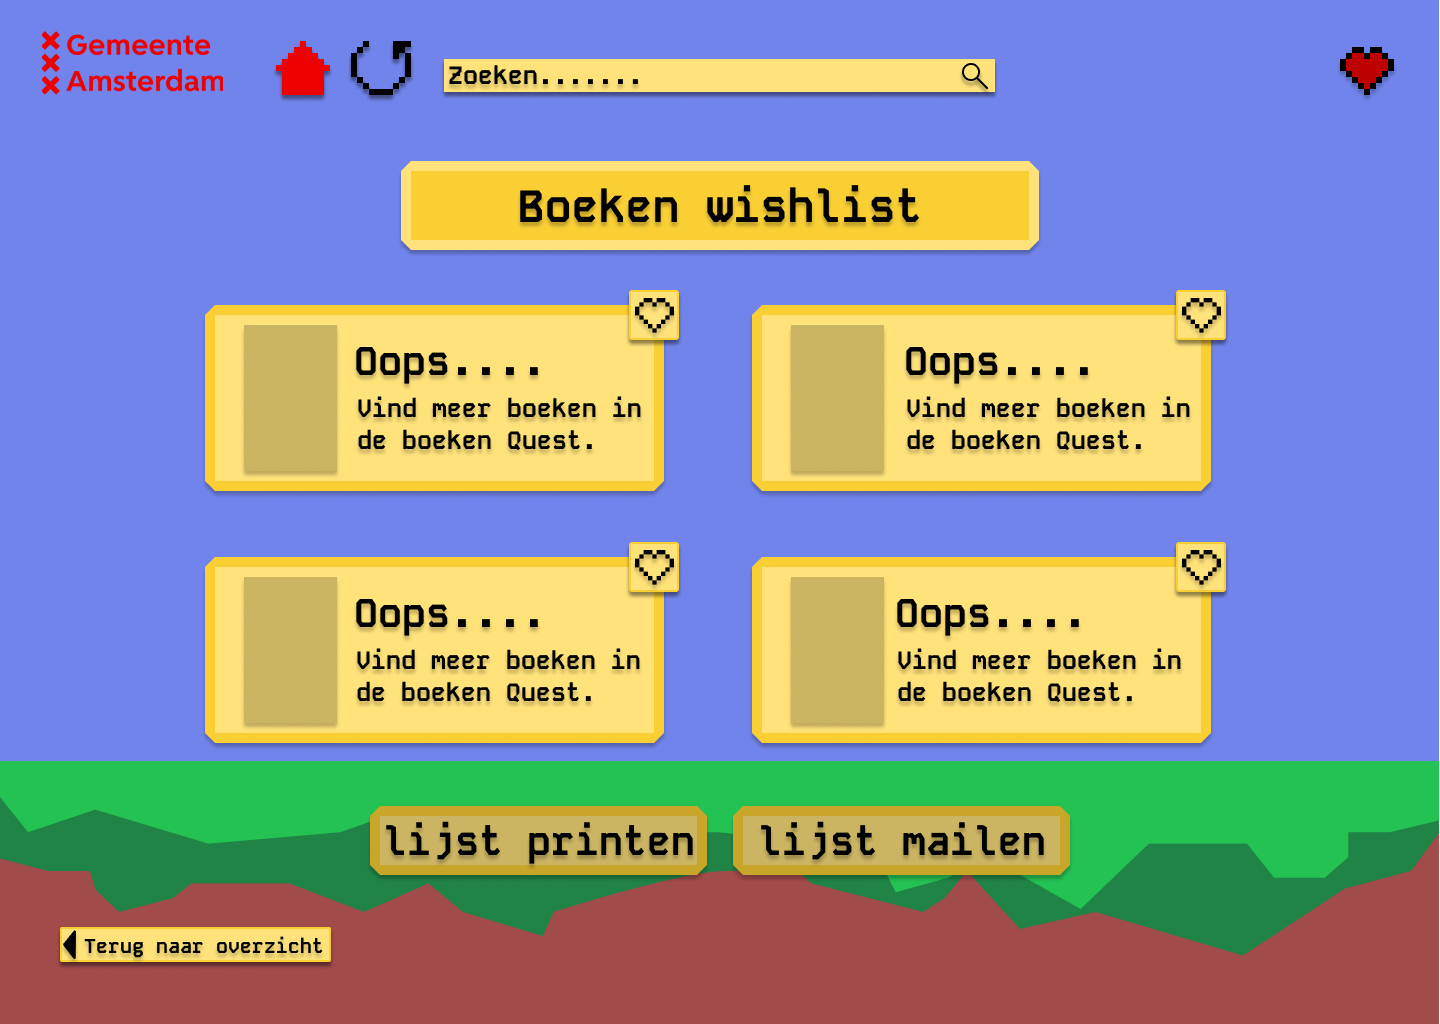 Gemeente
Amsterdam
Zoeken.......
Boeken wishlist
Oops....
Vind meer boeken in
de boeken Quest.
Oops....
Vind meer boeken in
de boeken Quest.
Oops....
Vind meer boeken in
de boeken Quest.
Oops....
Vind meer boeken in
de boeken Quest.
lijst printen
lijst mailen
Terug naar overzicht